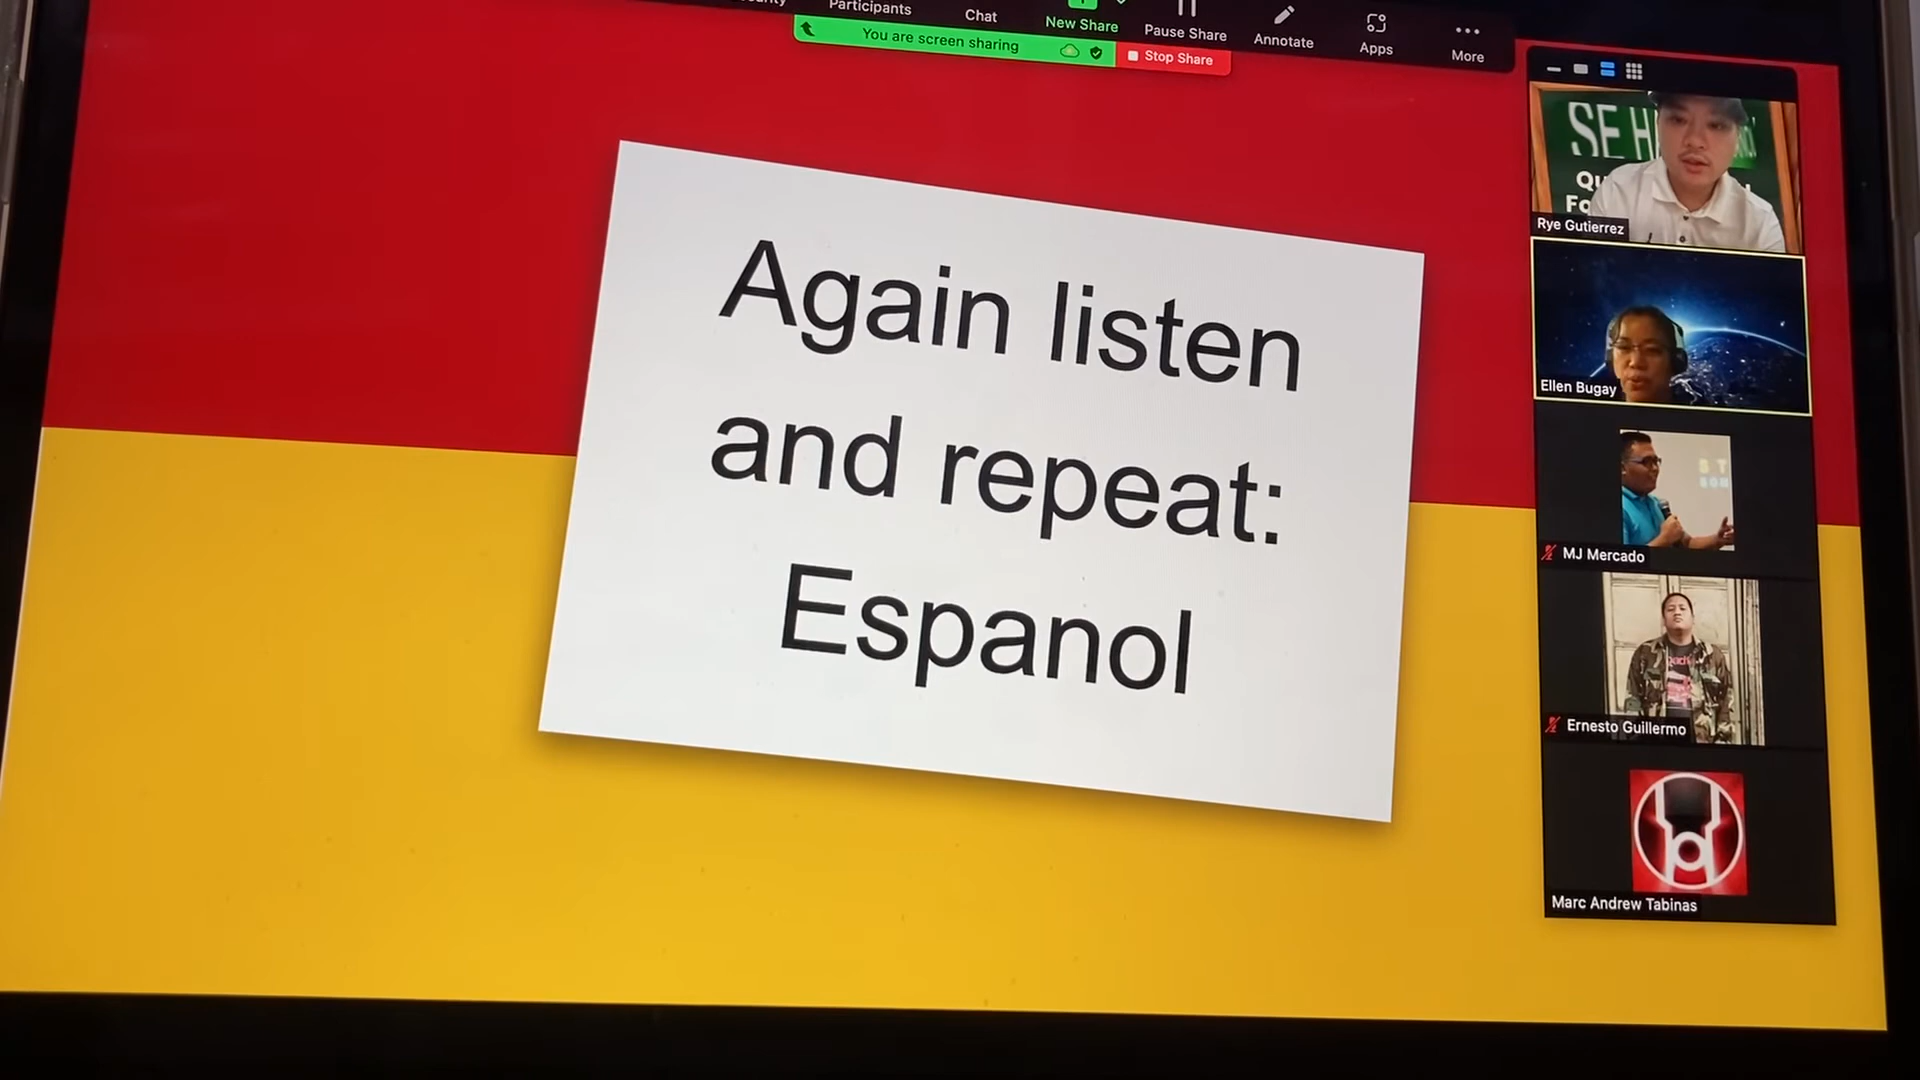 Participants
Chat
New Share
Pause Share
Annotate
Apps
More
You are screen sharing
Stop Share
Again listen
and repeat:
Espanol
SE H
Rye Gutierrez
Ellen Bugay
MJ Mercado
Ernesto Guillermo
Marc Andrew Tabinas